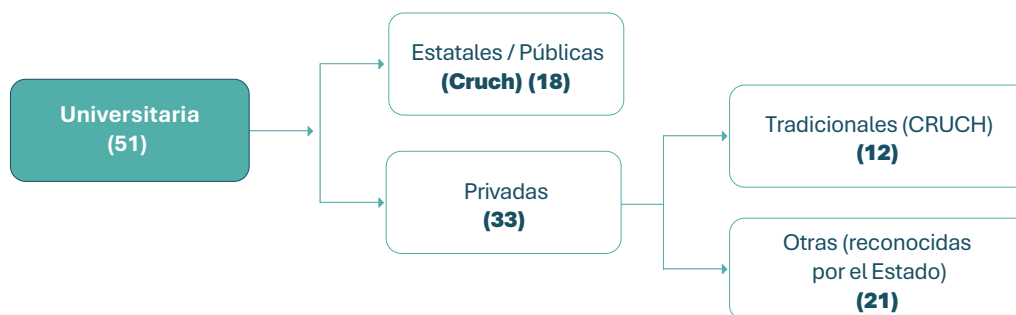 Universitaria
(51)
Estatales / Públicas
(Cruch) (18)
Privadas
(33)
Tradicionales (CRUCH)
(12)
Otras (reconocidas
por el Estado)
(21)